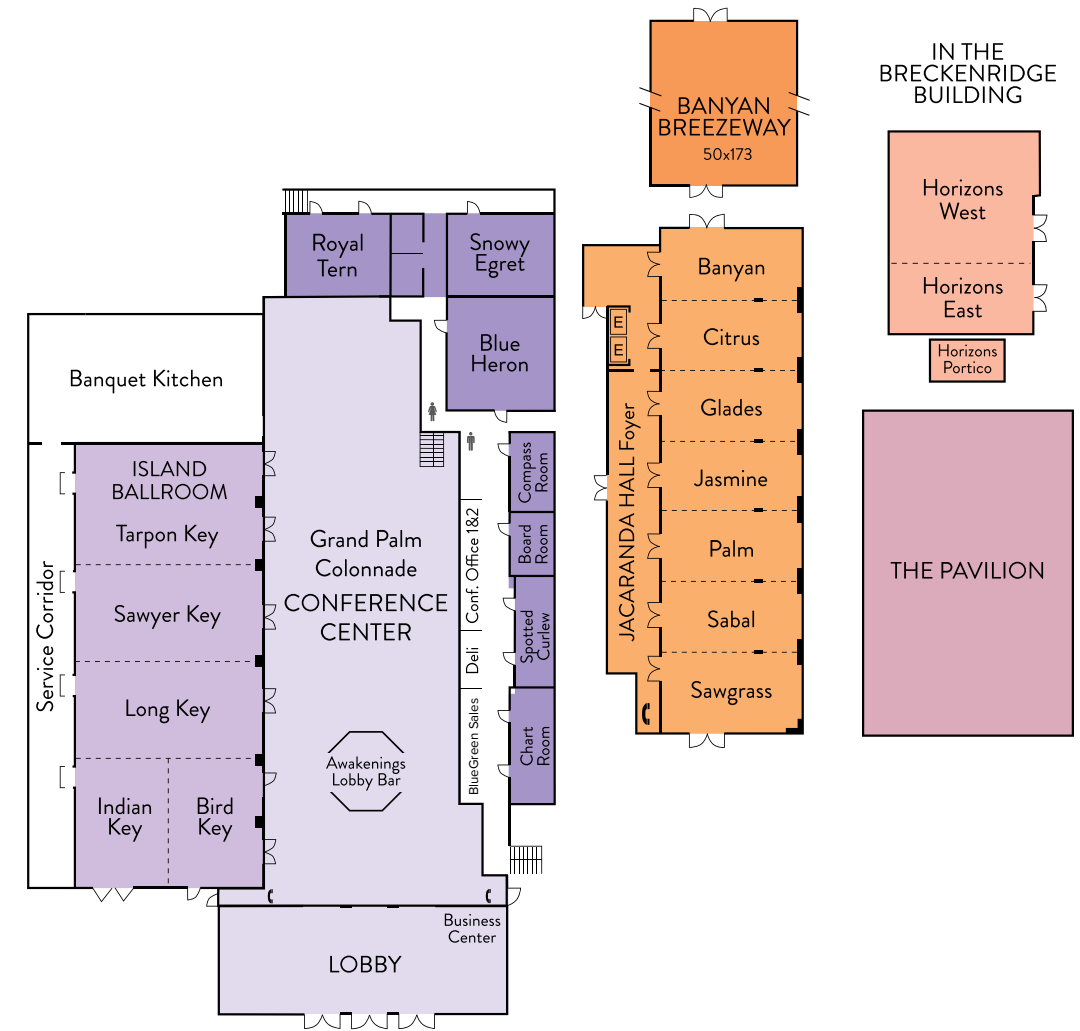 IN THE
BRECKENRIDGE
BUILDING
BANYAN
BREEZEWAY
50x173
Horizons
West
Horizons
East
Horizons
Portico
Royal
Tern
Snowy
Egret
Blue
Heron
Banquet Kitchen
Service Corridor
ISLAND
BALLROOM
Tarpon Key
Sawyer Key
Long Key
Indian
Key
Bird
Key
Grand Palm
Colonnade
CONFERENCE
CENTER
Awakenings
Lobby Bar
Conf. Office 1&2
Deli
BlueGreen Sales
Compass
Room
Board
Room
Spotted
Curlew
Chart
Room
Business
Center
LOBBY
E
E
JACARANDA HALL Foyer
Banyan
Citrus
Glades
Jasmine
Palm
Sabal
Sawgrass
THE PAVILION